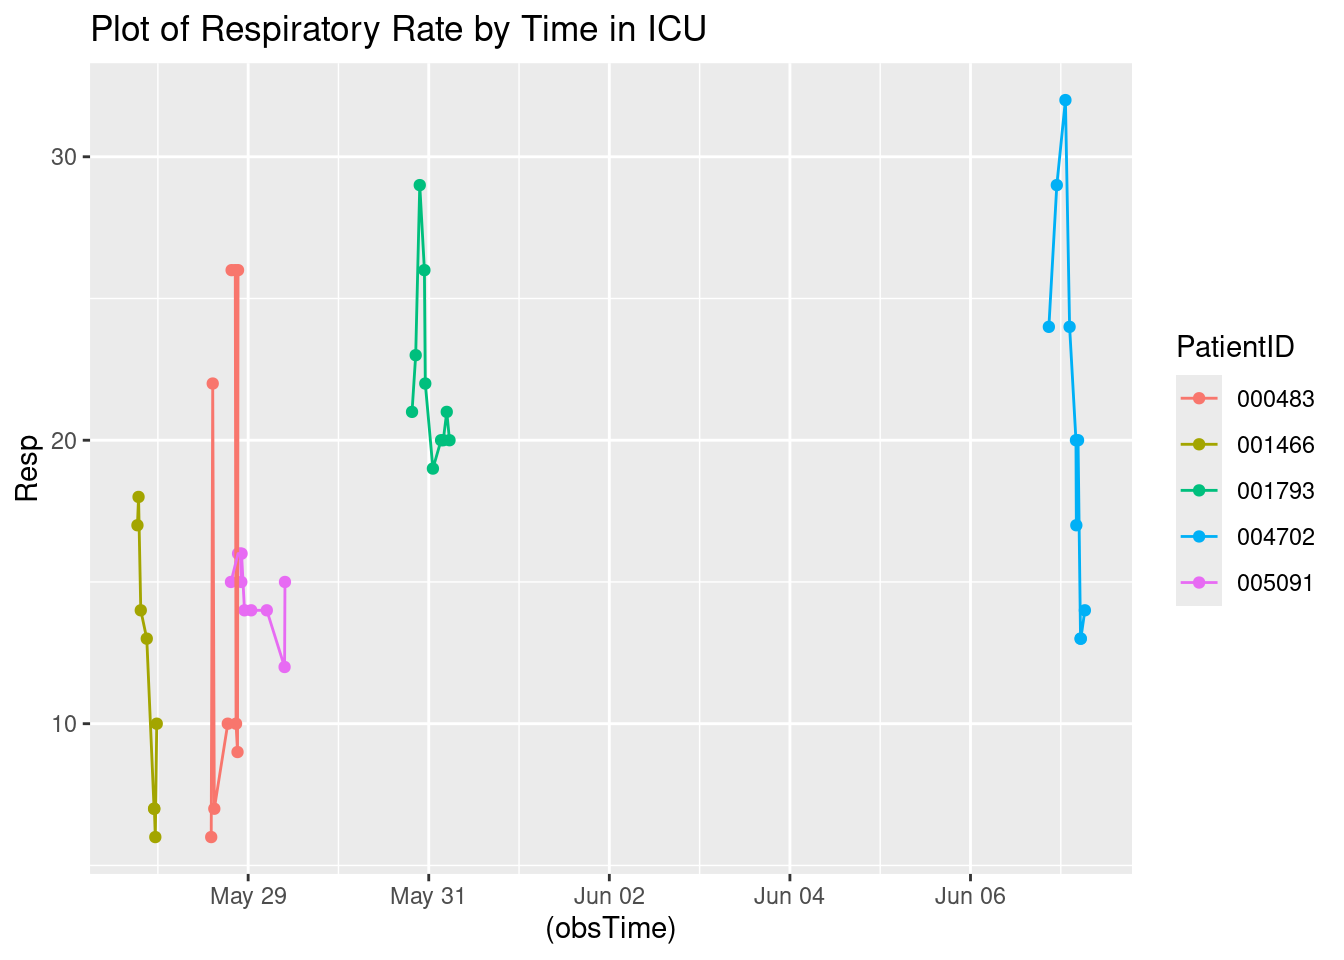 Plot of Respiratory Rate by Time in ICU
Resp
30
20
10
May 29
May 31
Jun 02
Jun 04
Jun 06
(obsTime)
PatientID
000483
001466
001793
004702
005091